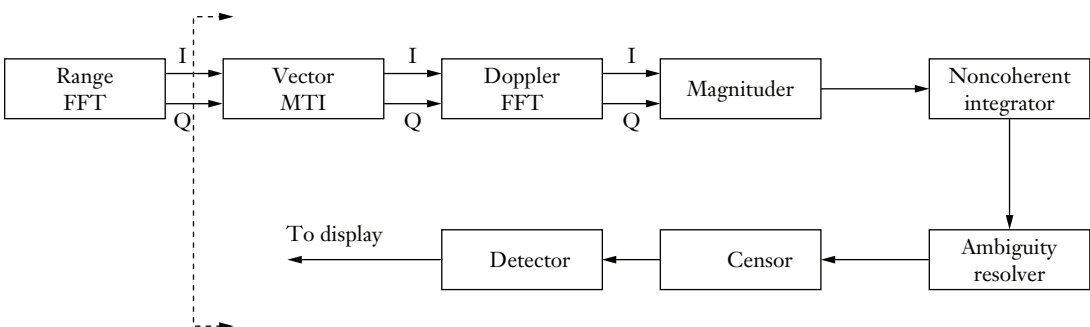 I
I
I
Range
FFT
Vector
MTI
Doppler
FFT
Magnituder
Noncoherent
integrator
Q
Q
Q
To display
Detector
Censor
Ambiguity
resolver